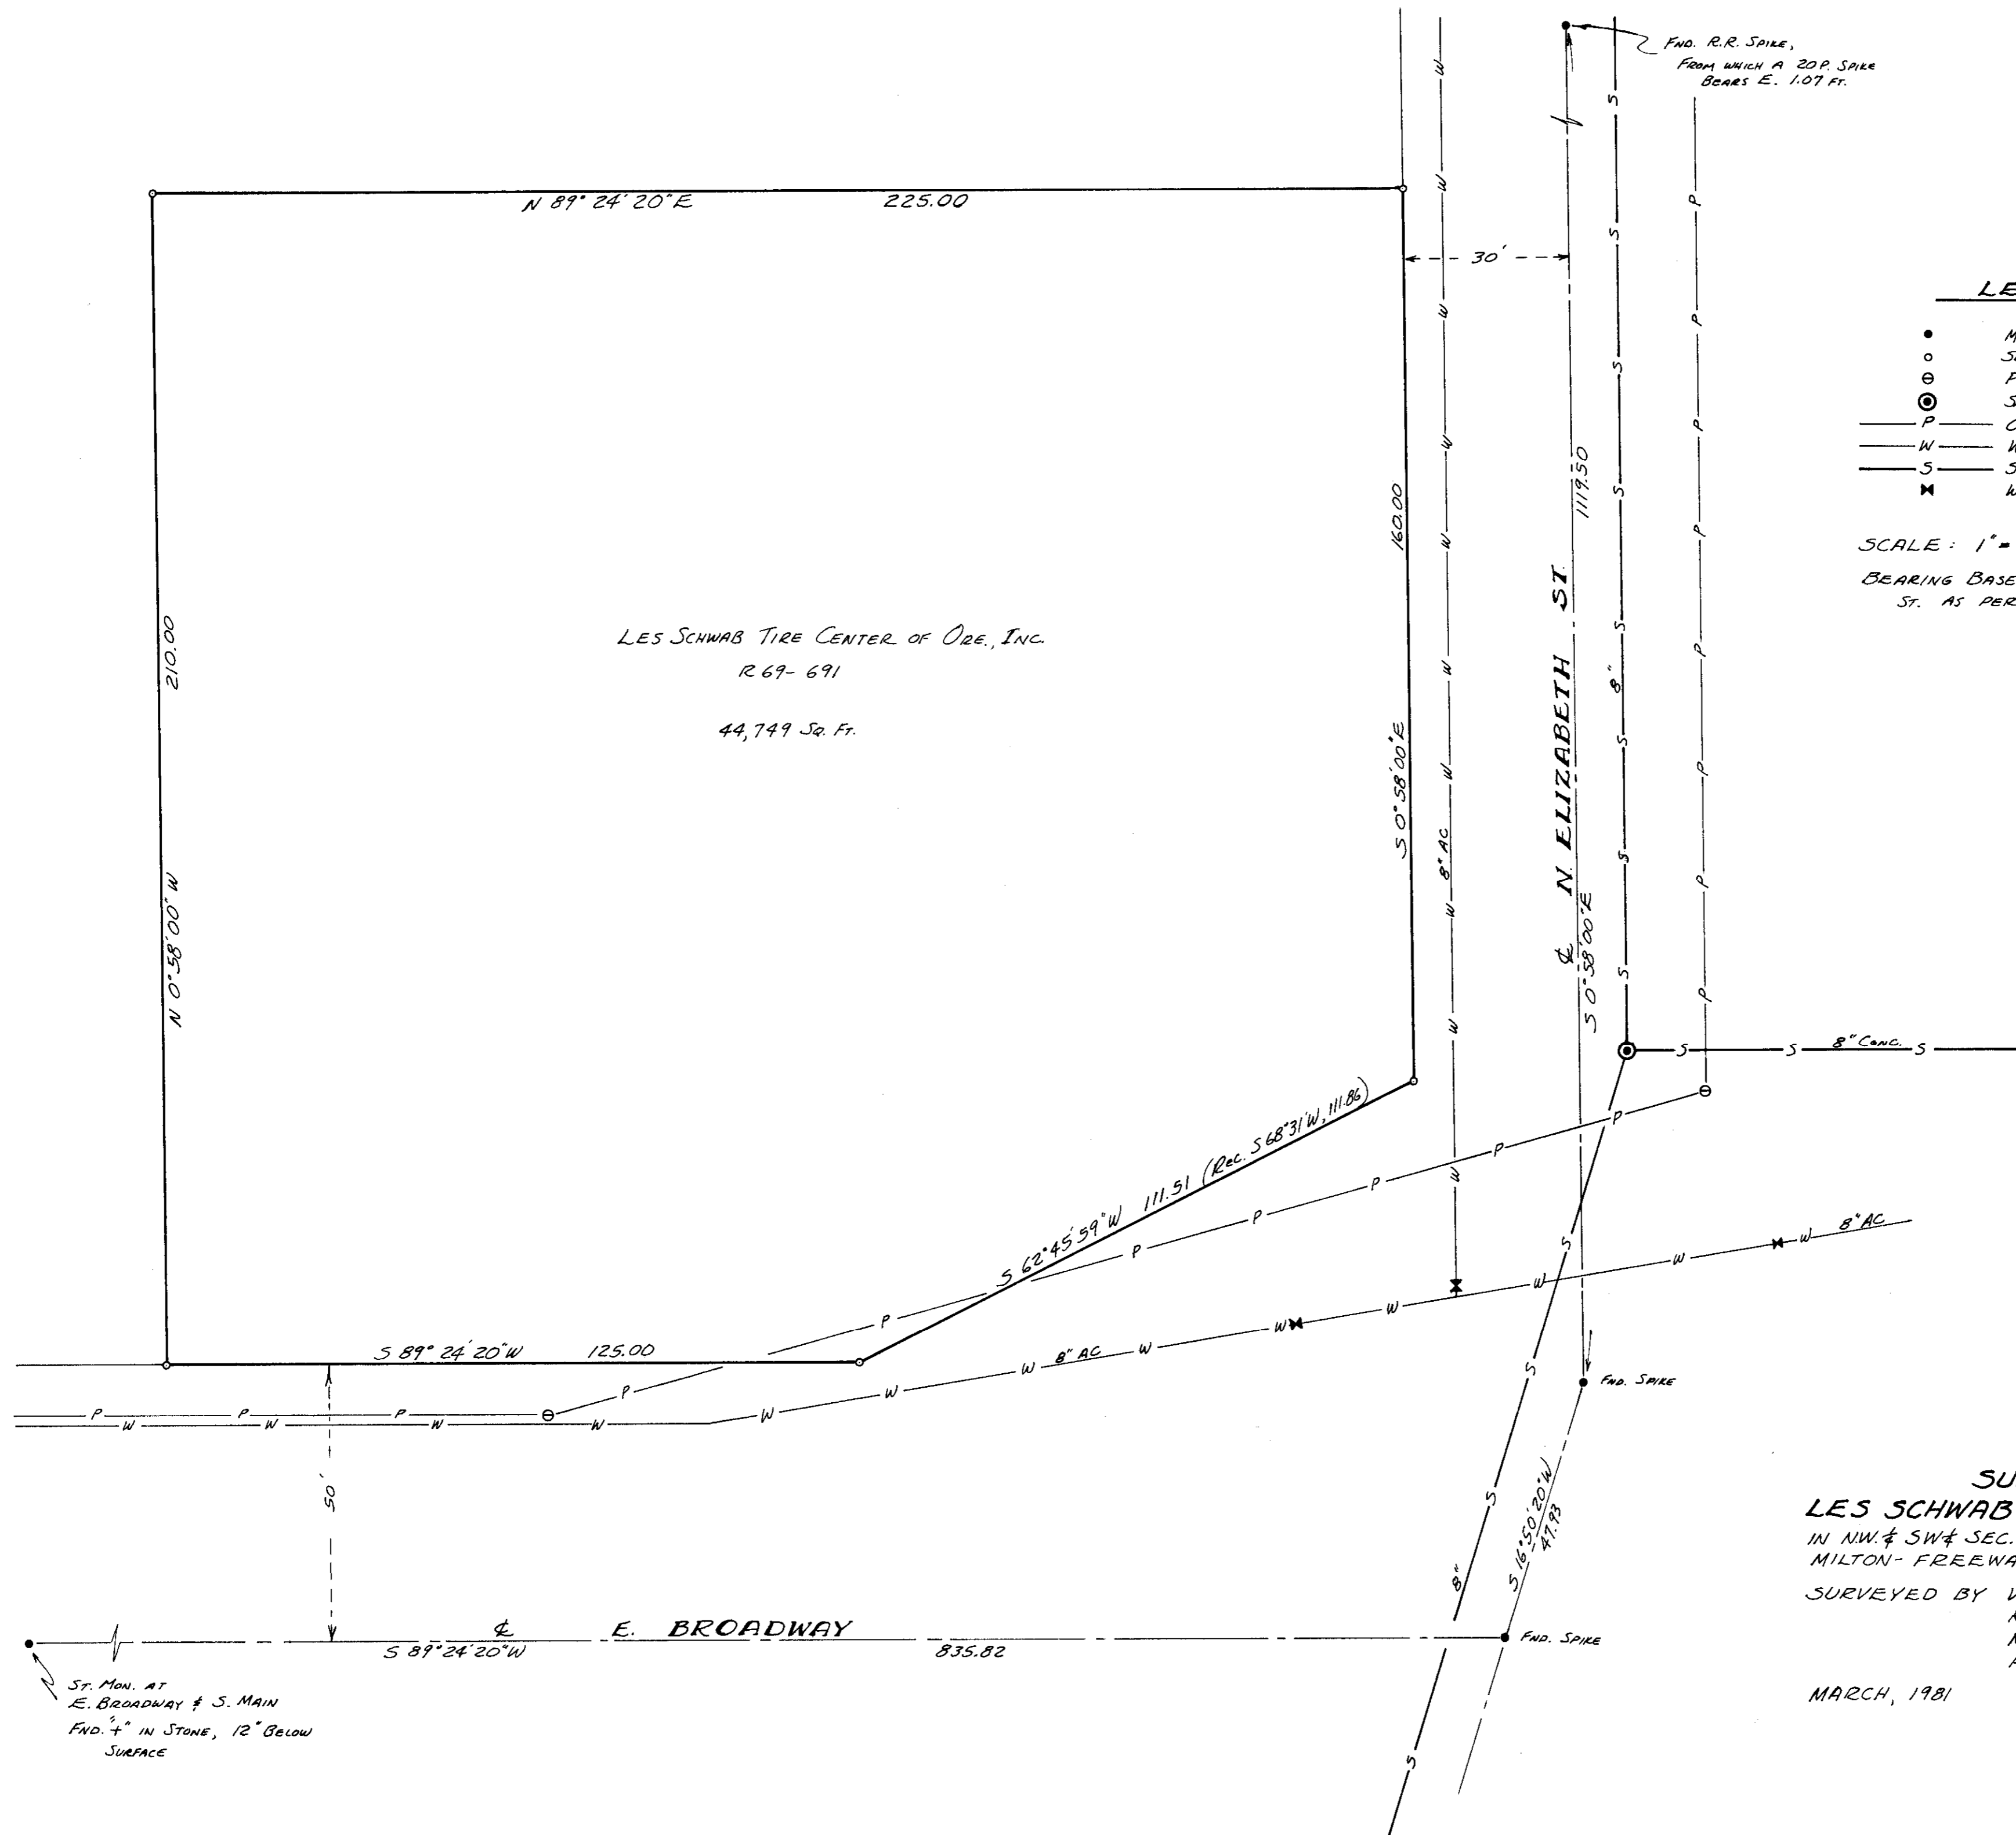 FND. R.R. SPIKE,
FROM WHICH A 20P. SPIKE
BEARS E. 1.07 FT.
N 89° 24' 20" E 225.00
30'
LE
M
S
P
S
P O
W W
S S
W
SCALE: 1" =
BEARING BASE
ST. AS PER
160.00
S 0° 58' 00" E
210.00
N 0° 58' 00" W
LES SCHWAB TIRE CENTER OF ORE., INC.
R 69-691
44,749 SQ. FT.
W W W W W W W W W W W W
8" AC
1119.50
℄ N. ELIZABETH ST.
S 0° 58' 00" E
S S S S S S S S S
8"
P P P P P P P P P
S S 8" CONC. S
S 62° 45' 59" W 111.51 (REC. S 68° 31' W, 111.86)
P P P P P P P
8" AC
W W W W W W W W W
8" AC
S 89° 24' 20" W 125.00
P P P
W W W W
50'
FND. SPIKE
S 16° 50' 20" W
47.93
S S S S S
8"
℄ E. BROADWAY
S 89° 24' 20" W 835.82
FND. SPIKE
ST. MON. AT
E. BROADWAY & S. MAIN
FND. "+" IN STONE, 12" BELOW
SURFACE
SU
LES SCHWAB
IN N.W.¼ SW¼ SEC.
MILTON-FREEWA
SURVEYED BY
MARCH, 1981